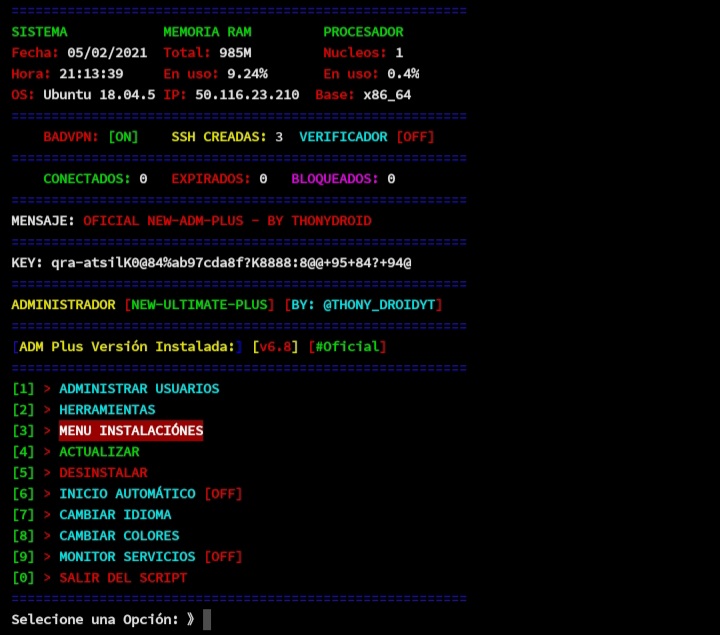 =========================================================
SISTEMA MEMORIA RAM PROCESADOR
Fecha: 05/02/2021 Total: 985M Nucleos: 1
Hora: 21:13:39 En uso: 9.24% En uso: 0.4%
OS: Ubuntu 18.04.5 IP: 50.116.23.210 Base: x86_64
=========================================================
BADVPN: [ON] SSH CREADAS: 3 VERIFICADOR [OFF]
=========================================================
CONECTADOS: 0 EXPIRADOS: 0 BLOQUEADOS: 0
=========================================================
MENSAJE: OFICIAL NEW-ADM-PLUS - BY THONYDROID
=========================================================
KEY: qra-atsilK0@84%ab97cda8f?K8888:8@@+95+84?+94@
=========================================================
ADMINISTRADOR [NEW-ULTIMATE-PLUS] [BY: @THONY_DROIDYT]
=========================================================
[ADM Plus Versión Instalada:] [v6.8] [#Oficial]
=========================================================
[1] > ADMINISTRAR USUARIOS
[2] > HERRAMIENTAS
[3] > MENU INSTALACIÓNES
[4] > ACTUALIZAR
[5] > DESINSTALAR
[6] > INICIO AUTOMÁTICO [OFF]
[7] > CAMBIAR IDIOMA
[8] > CAMBIAR COLORES
[9] > MONITOR SERVICIOS [OFF]
[0] > SALIR DEL SCRIPT
=========================================================
Selecione una Opción: 》